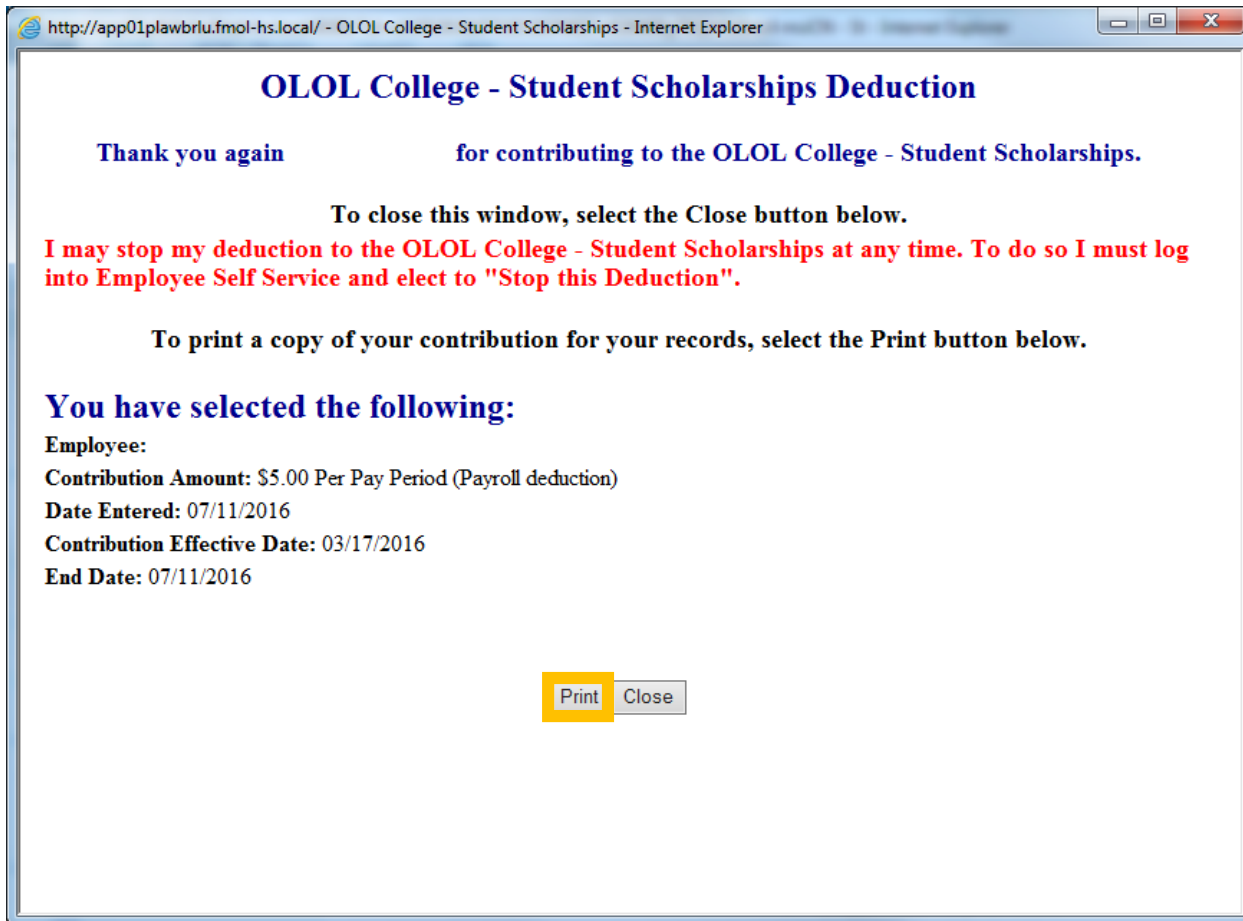 http://app01plawbrlu.fmol-hs.local/ - OLOL College - Student Scholarships - Internet Explorer
OLOL College - Student Scholarships Deduction
Thank you again for contributing to the OLOL College - Student Scholarships.
To close this window, select the Close button below.
I may stop my deduction to the OLOL College - Student Scholarships at any time. To do so I must log
into Employee Self Service and elect to "Stop this Deduction".
To print a copy of your contribution for your records, select the Print button below.
You have selected the following:
Employee:
Contribution Amount: $5.00 Per Pay Period (Payroll deduction)
Date Entered: 07/11/2016
Contribution Effective Date: 03/17/2016
End Date: 07/11/2016
Print Close